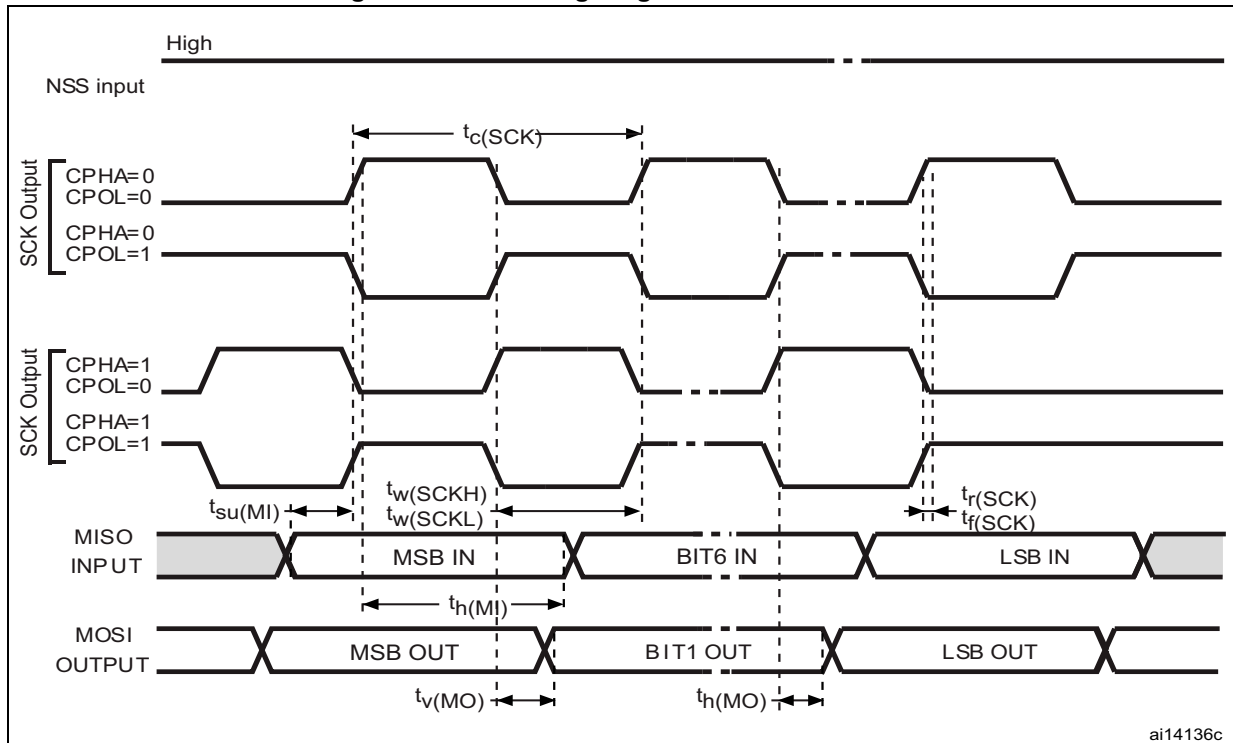 High
NSS input
tc(SCK)
SCK Output
CPHA=0
CPOL=0
CPHA=0
CPOL=1
SCK Output
CPHA=1
CPOL=0
CPHA=1
CPOL=1
tsu(MI)
tw(SCKH)
tw(SCKL)
tr(SCK)
tf(SCK)
MISO
INPUT
MSB IN
BIT6 IN
LSB IN
th(MI)
MOSI
OUTPUT
MSB OUT
BIT1 OUT
LSB OUT
tv(MO)
th(MO)
ai14136c